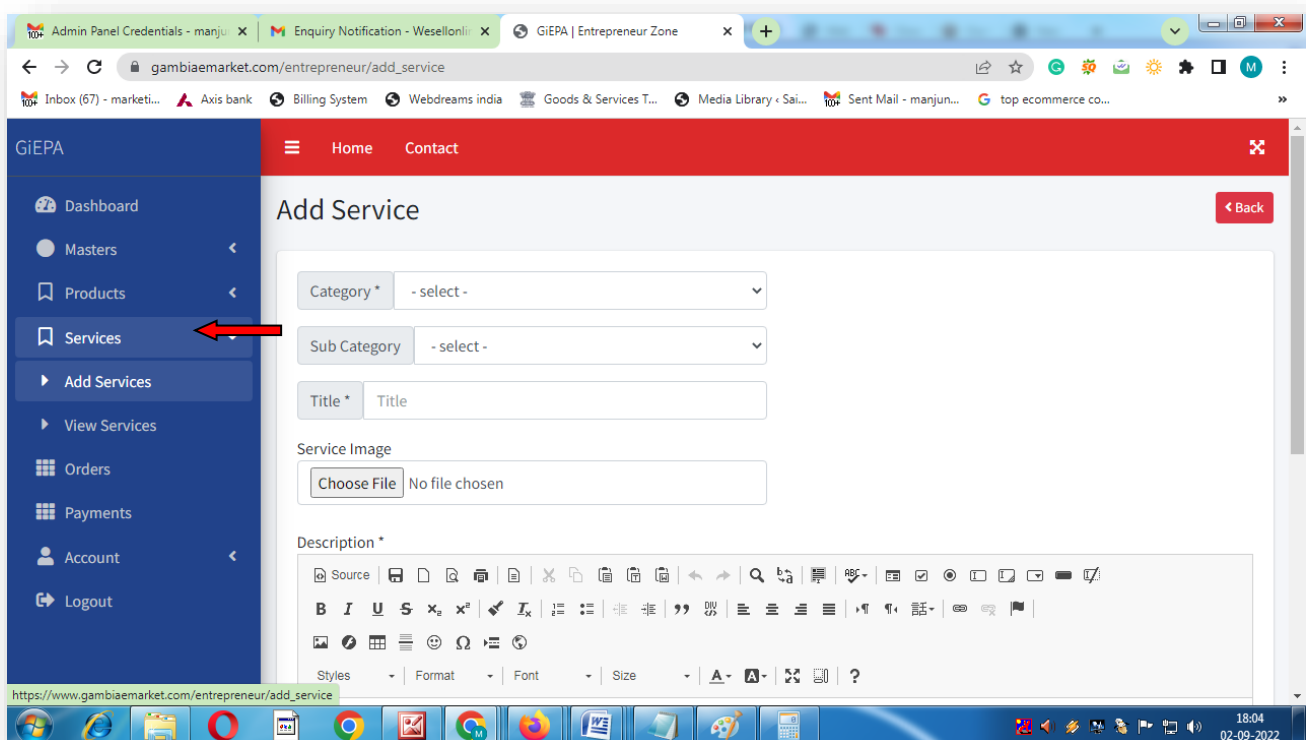 Admin Panel Credentials - manju
Enquiry Notification - Wesellonlin
GiEPA | Entrepreneur Zone
gambiaemarket.com/entrepreneur/add_service
M
Inbox (67) - marketi...
Axis bank
Billing System
Webdreams india
Goods & Services T...
Media Library ‹ Sai...
Sent Mail - manjun...
top ecommerce co...
»
GiEPA
Home
Contact
Dashboard
Add Service
Back
Masters
Products
Services
Add Services
View Services
Orders
Payments
Account
Logout
Category *
- select -
Sub Category
- select -
Title *
Title
Service Image
Choose File
No file chosen
Description *
Source
Styles
Format
Font
Size
https://www.gambiaemarket.com/entrepreneur/add_service
18:04
02-09-2022